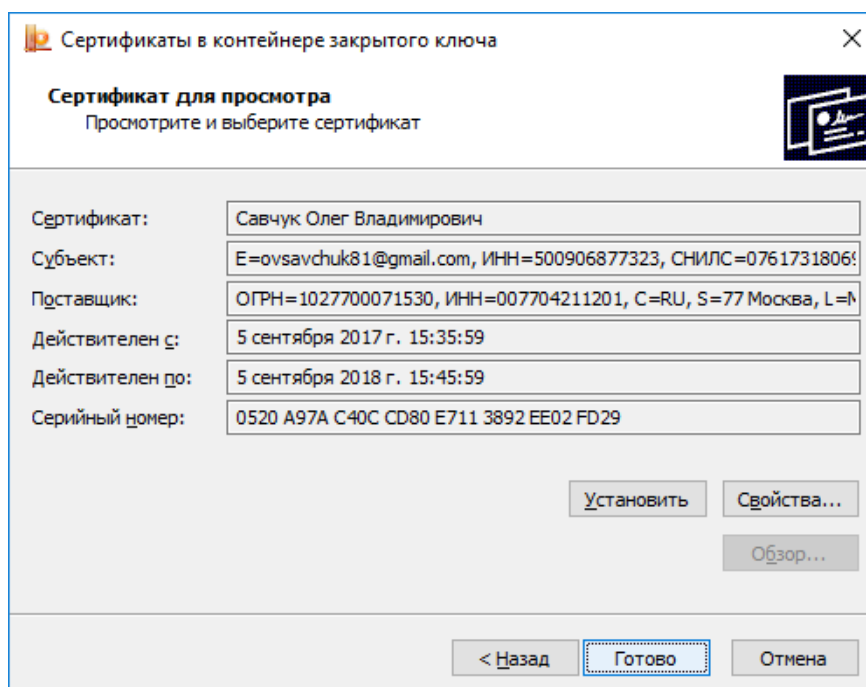 Сертификаты в контейнере закрытого ключа
Сертификат для просмотра
Просмотрите и выберите сертификат
Сертификат: Савчук Олег Владимирович
Субъект: E=ovsavchuk81@gmail.com, ИНН=500906877323, СНИЛС=07617318069
Поставщик: ОГРН=1027700071530, ИНН=007704211201, C=RU, S=77 Москва, L=М
Действителен с: 5 сентября 2017 г. 15:35:59
Действителен по: 5 сентября 2018 г. 15:45:59
Серийный номер: 0520 A97A C40C CD80 E711 3892 EE02 FD29
Установить Свойства...
Обзор...
< Назад Готово Отмена